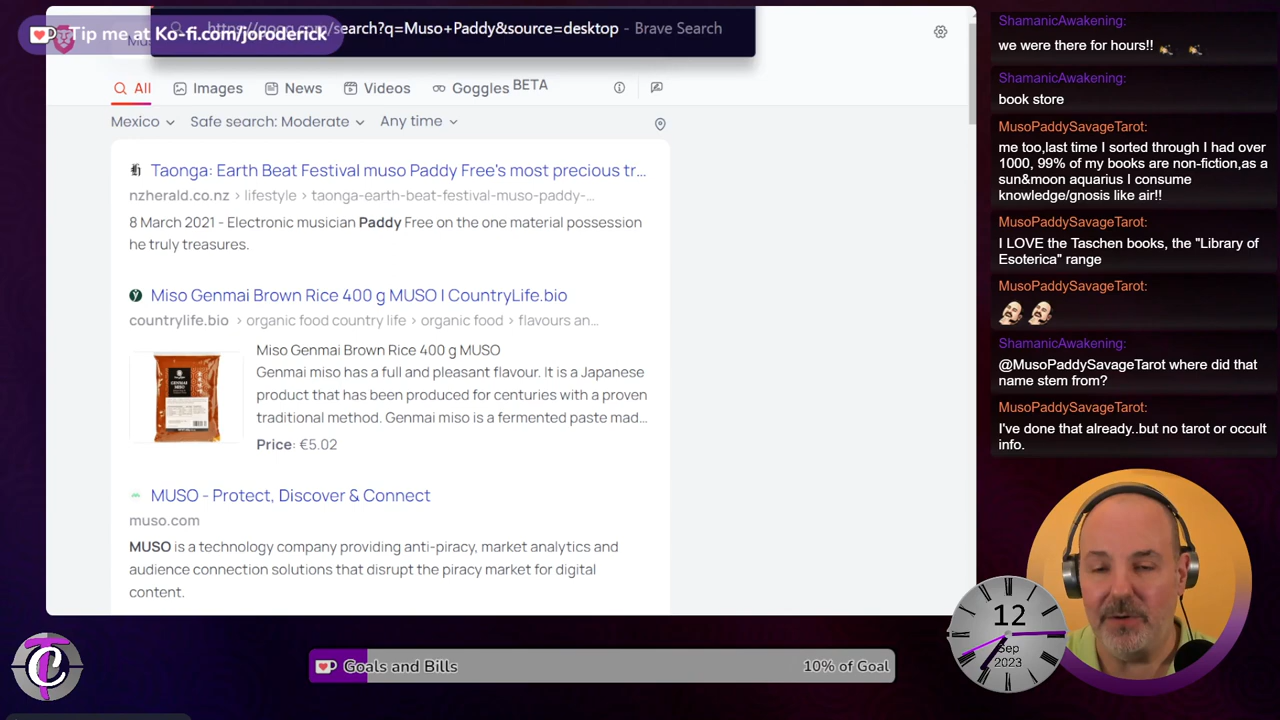 Tip me at Ko-fi.com/joroderick
search?q=Muso+Paddy&source=desktop - Brave Search
All
Images
News
Videos
Goggles BETA
Mexico
Safe search: Moderate
Any time
Taonga: Earth Beat Festival muso Paddy Free's most precious tr...
nzherald.co.nz › lifestyle › taonga-earth-beat-festival-muso-paddy-...
8 March 2021 - Electronic musician Paddy Free on the one material possession
he truly treasures.
Miso Genmai Brown Rice 400 g MUSO | CountryLife.bio
countrylife.bio › organic food country life › organic food › flavours an...
Miso Genmai Brown Rice 400 g MUSO
Genmai miso has a full and pleasant flavour. It is a Japanese
product that has been produced for centuries with a proven
traditional method. Genmai miso is a fermented paste mad...
Price: €5.02
GENMAI
MISO
MUSO - Protect, Discover & Connect
muso.com
MUSO is a technology company providing anti-piracy, market analytics and
audience connection solutions that disrupt the piracy market for digital
content.
ShamanicAwakening:
we were there for hours!!
ShamanicAwakening:
book store
MusoPaddySavageTarot:
me too,last time I sorted through I had over
1000, 99% of my books are non-fiction,as a
sun&moon aquarius I consume
knowledge/gnosis like air!!
MusoPaddySavageTarot:
I LOVE the Taschen books, the "Library of
Esoterica" range
MusoPaddySavageTarot:
ShamanicAwakening:
@MusoPaddySavageTarot where did that
name stem from?
MusoPaddySavageTarot:
I've done that already..but no tarot or occult
info.
12
Sep
2023
TC
Goals and Bills
10% of Goal